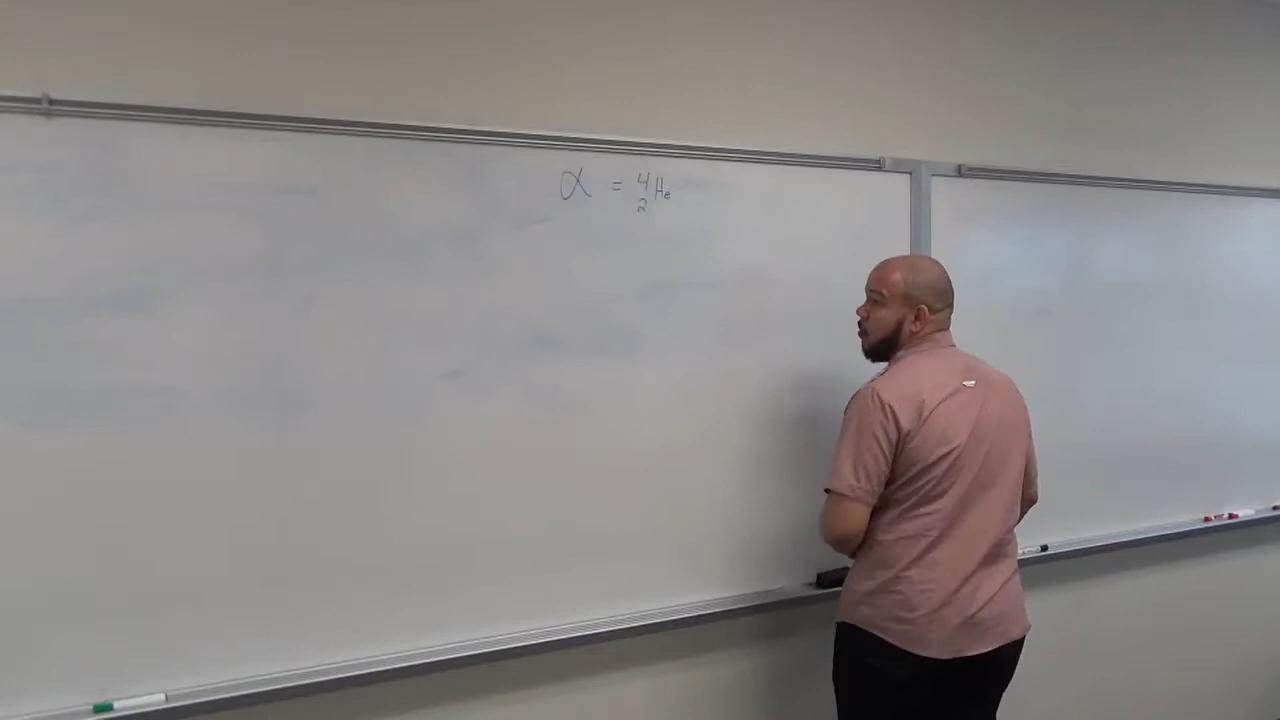 α = ⁴₂He